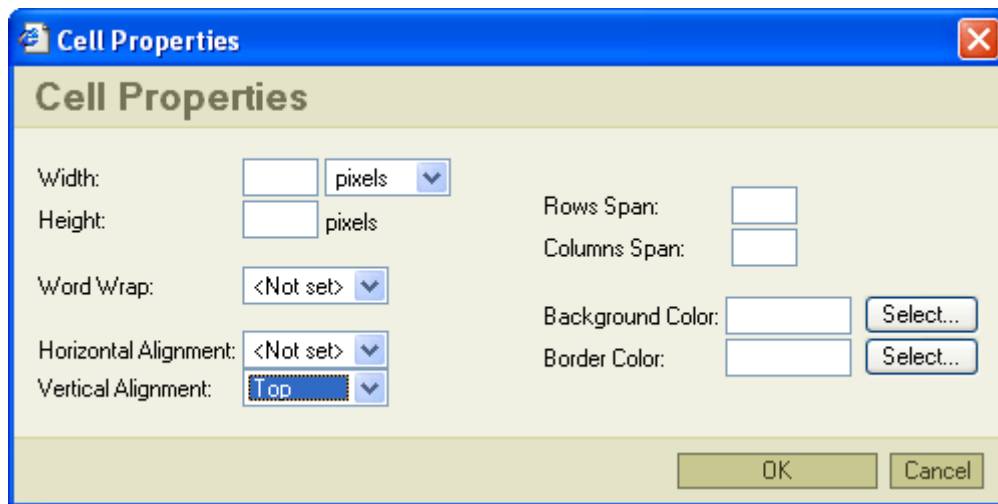 Cell Properties
Cell Properties
Width: pixels
Height: pixels
Word Wrap: <Not set>
Horizontal Alignment: <Not set>
Vertical Alignment: Top
Rows Span:
Columns Span:
Background Color: Select...
Border Color: Select...
OK Cancel